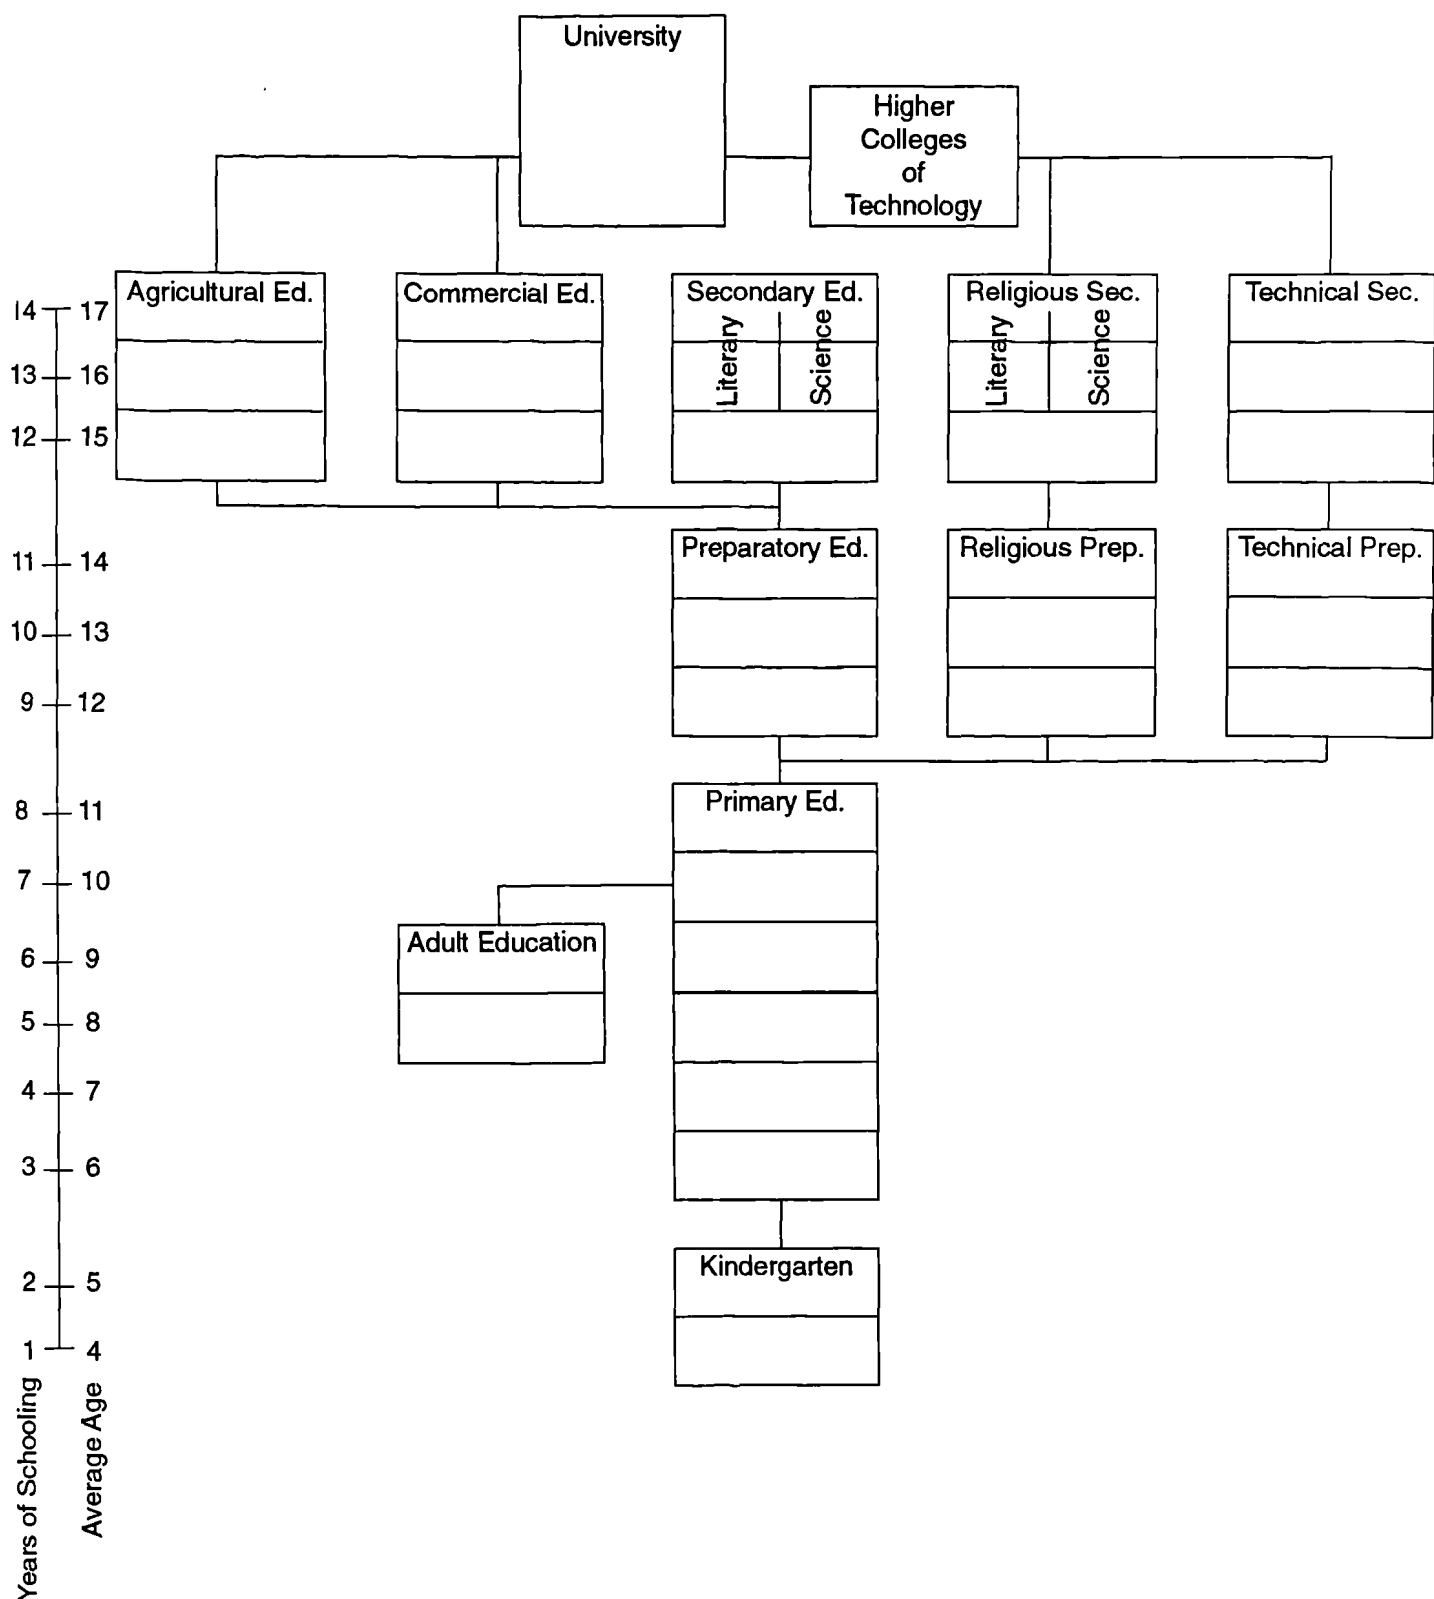 University
Higher
Colleges
of
Technology
Agricultural Ed.
Commercial Ed.
Secondary Ed.
Religious Sec.
Technical Sec.
Literary
Science
Literary
Science
14 17
13 16
12 15
Preparatory Ed.
Religious Prep.
Technical Prep.
11 14
10 13
9 12
Primary Ed.
8 11
7 10
Adult Education
6 9
5 8
4 7
3 6
Kindergarten
2 5
1 4
Years of Schooling
Average Age